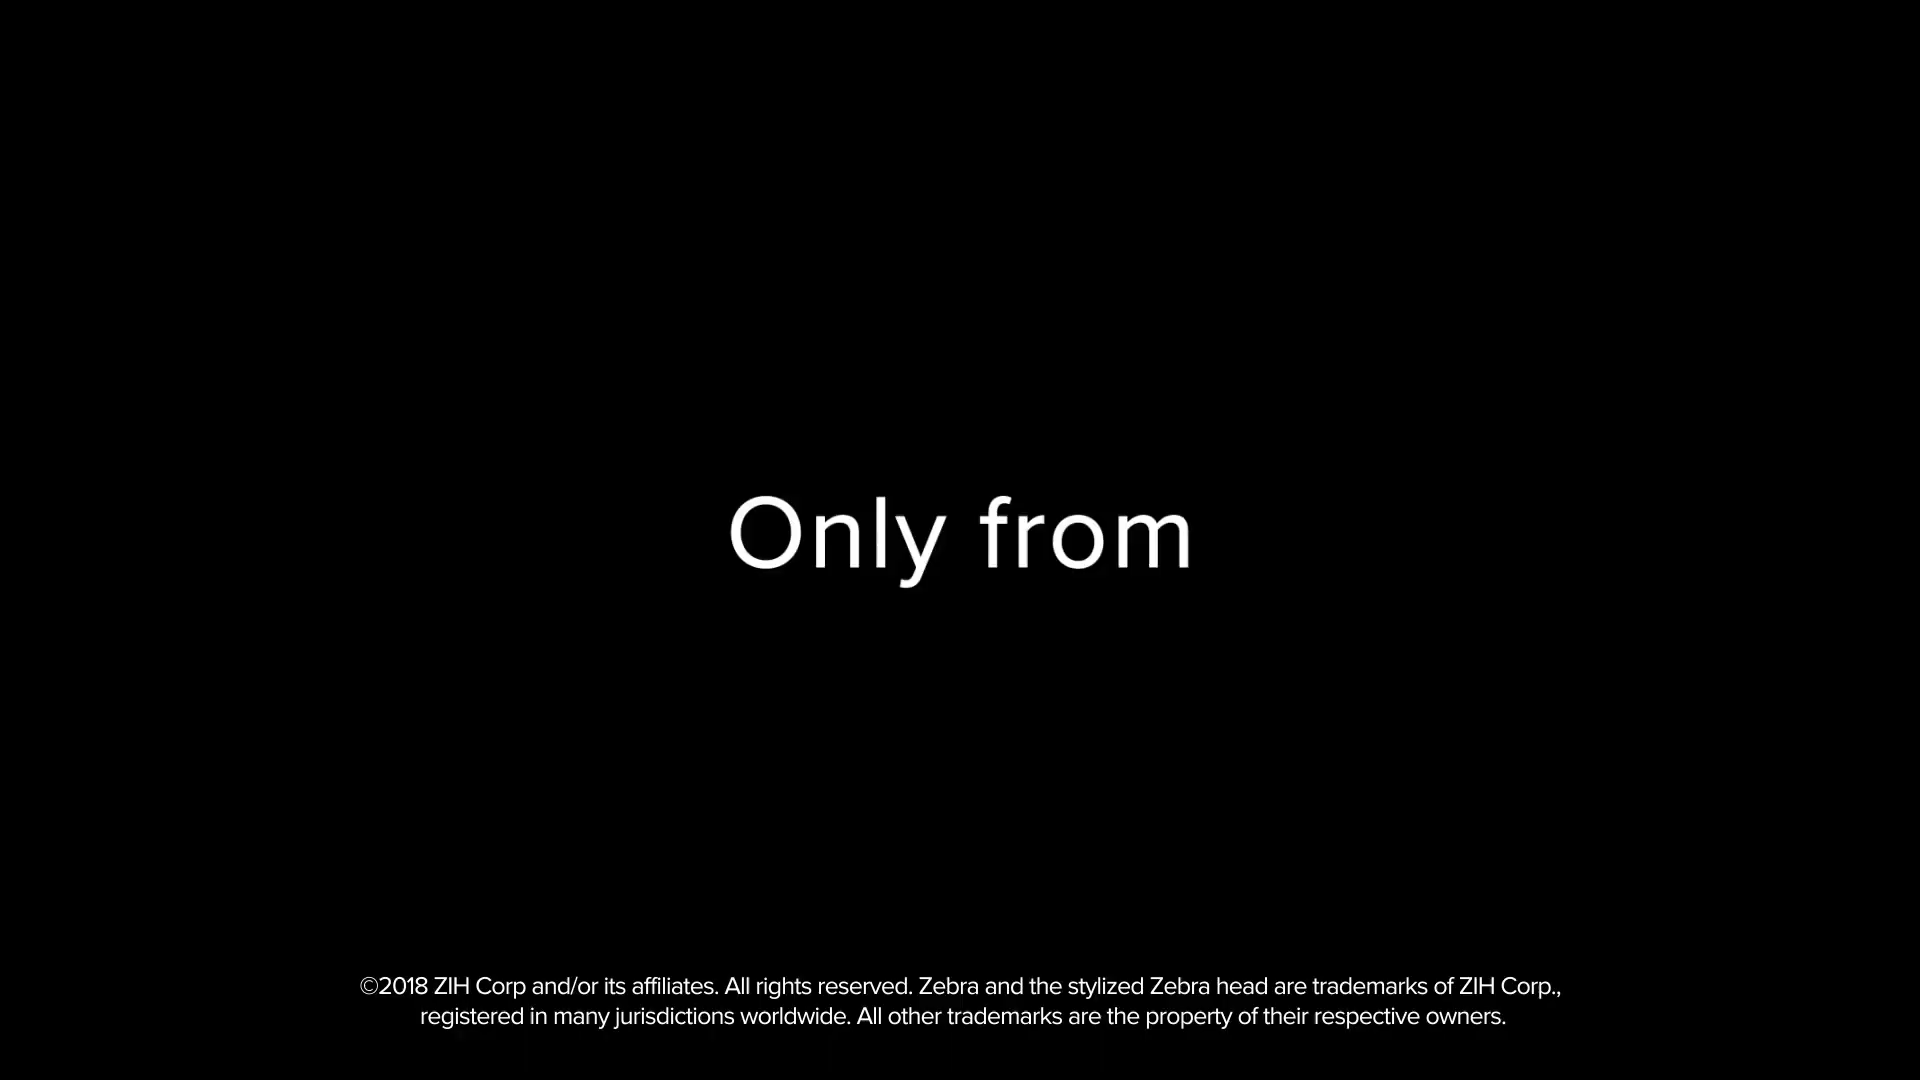 Only from
©2018 ZIH Corp and/or its affiliates. All rights reserved. Zebra and the stylized Zebra head are trademarks of ZIH Corp.,
registered in many jurisdictions worldwide. All other trademarks are the property of their respective owners.